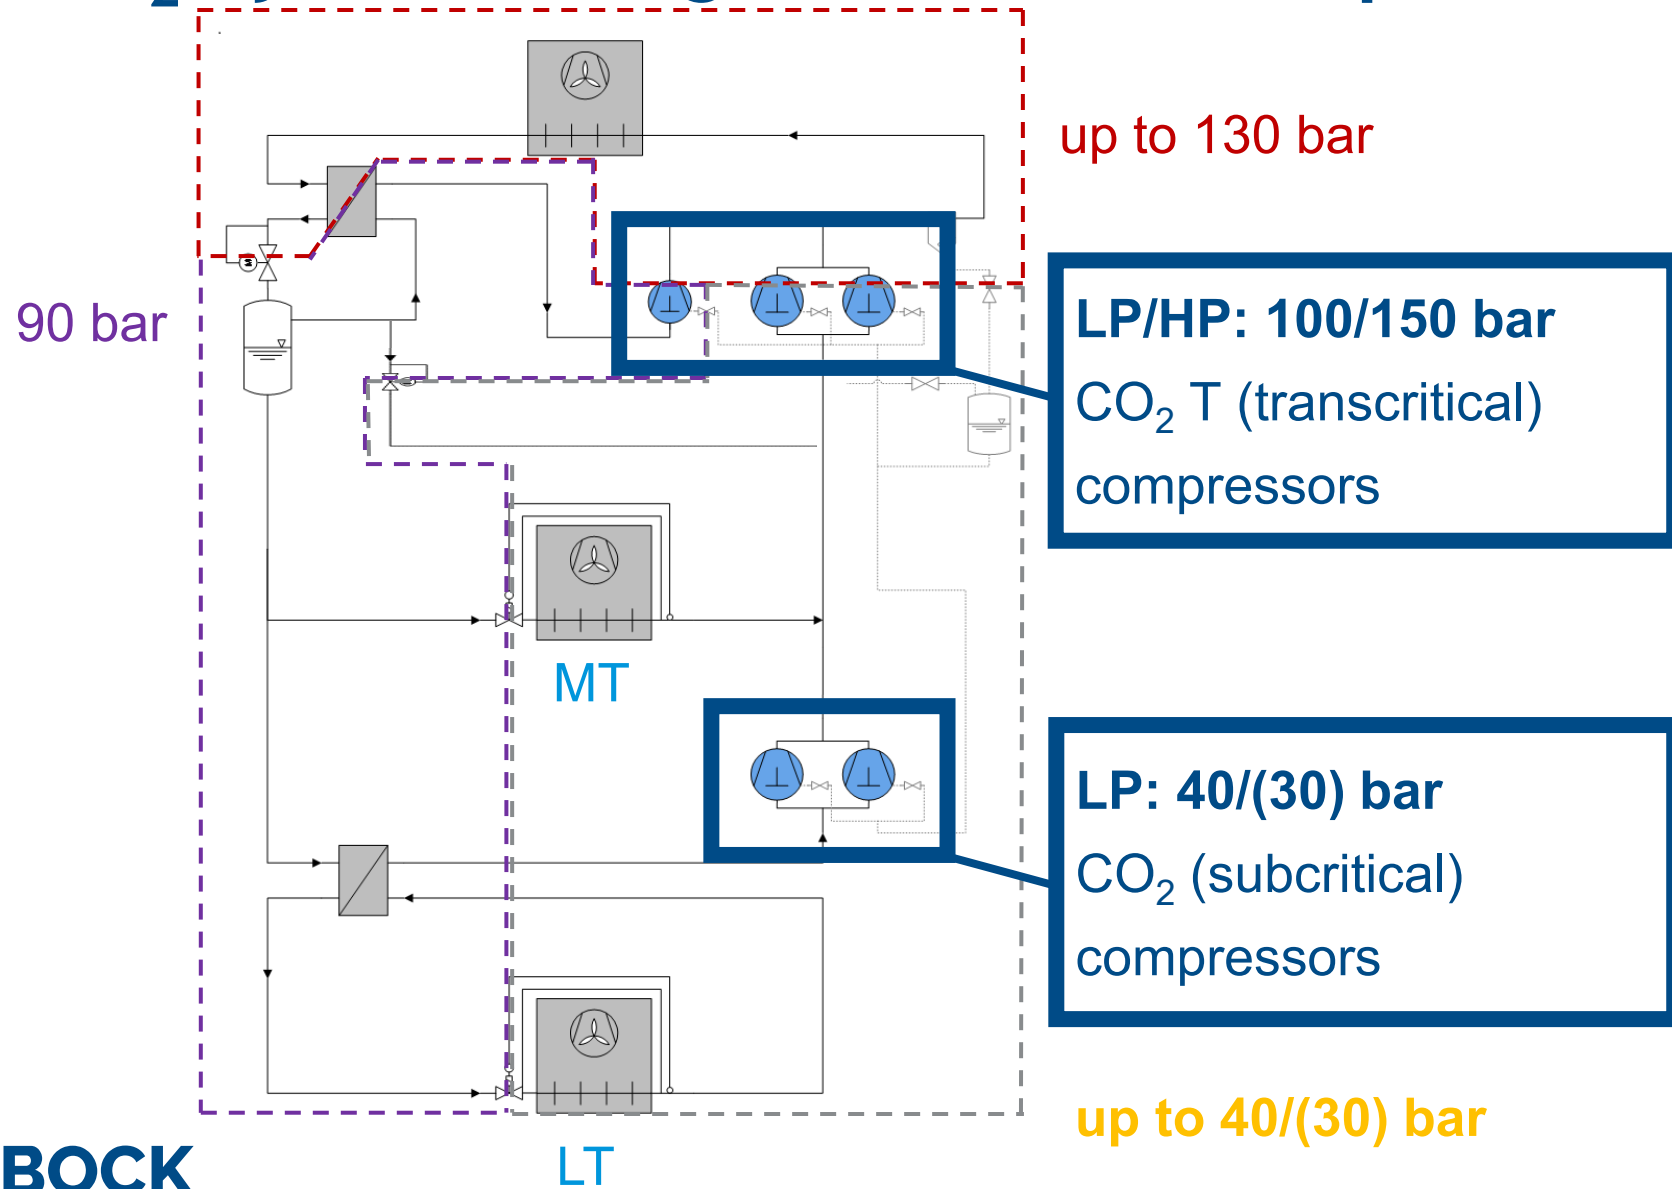 up to 130 bar
M
90 bar
LP/HP: 100/150 bar
CO₂ T (transcritical)
compressors
MT
LP: 40/(30) bar
CO₂ (subcritical)
compressors
up to 40/(30) bar
LT
BOCK